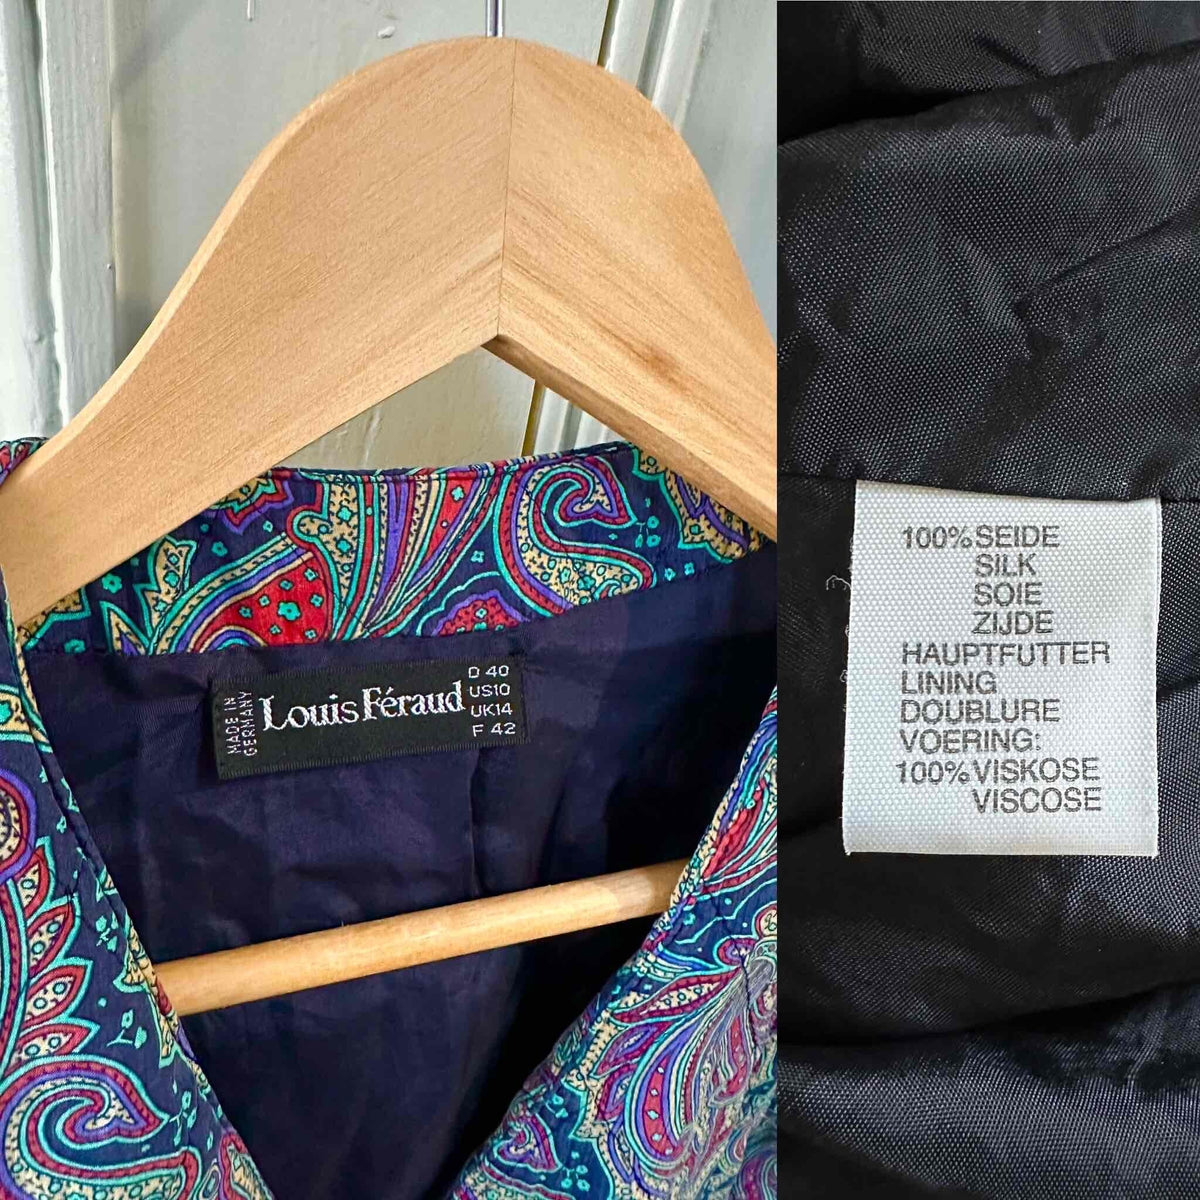 MADE IN
GERMANY
Louis Féraud
D 40
US10
UK14
F 42
100% SEIDE
SILK
SOIE
ZIJDE
HAUPTFUTTER
LINING
DOUBLURE
VOERING:
100% VISKOSE
VISCOSE